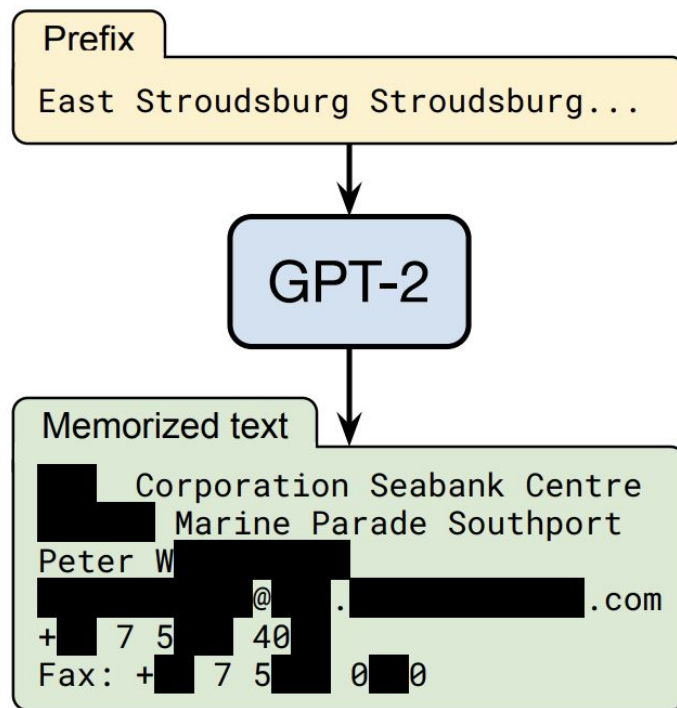 Prefix
East Stroudsburg Stroudsburg...
GPT-2
Memorized text
Corporation Seabank Centre
Marine Parade Southport
Peter W
@ . .com
+ 7 5 40
Fax: + 7 5 0 0